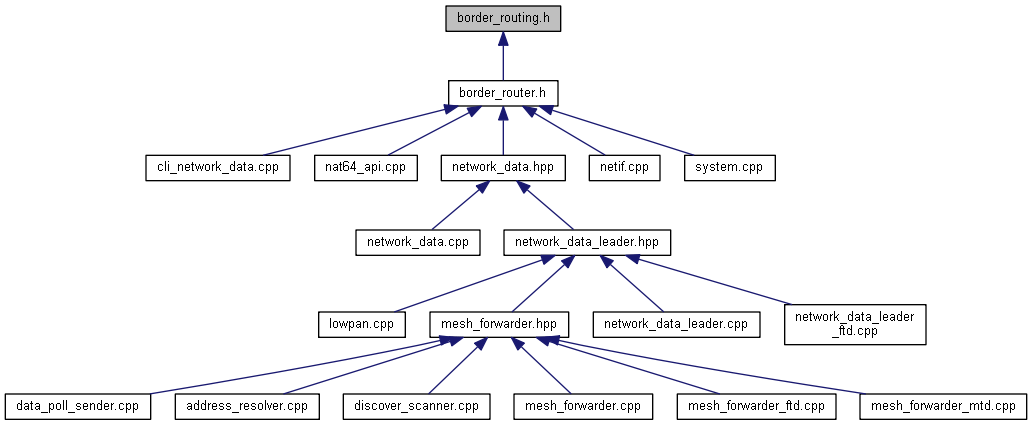 border_routing.h
border_router.h
cli_network_data.cpp
nat64_api.cpp
network_data.hpp
netif.cpp
system.cpp
network_data.cpp
network_data_leader.hpp
lowpan.cpp
mesh_forwarder.hpp
network_data_leader.cpp
network_data_leader
_ftd.cpp
data_poll_sender.cpp
address_resolver.cpp
discover_scanner.cpp
mesh_forwarder.cpp
mesh_forwarder_ftd.cpp
mesh_forwarder_mtd.cpp